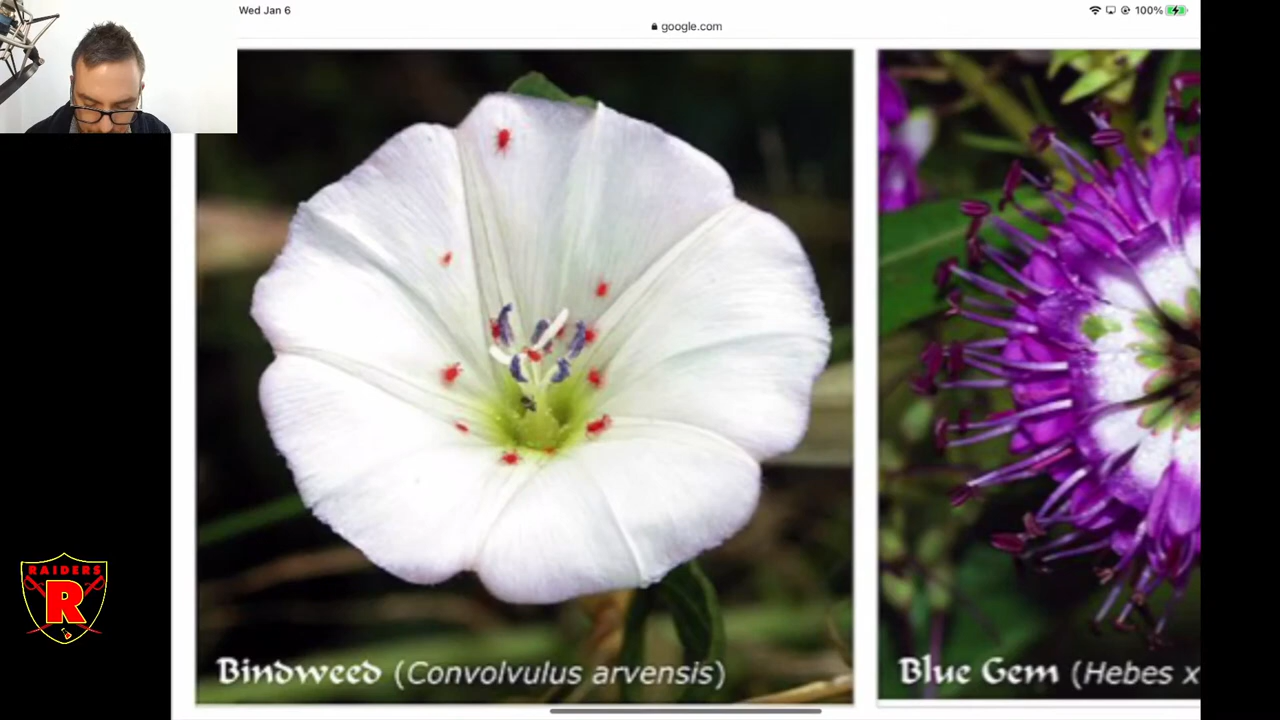 Wed Jan 6
100%
google.com
RAIDERS
R
Bindweed (Convolvulus arvensis)
Blue Gem (Hebes x